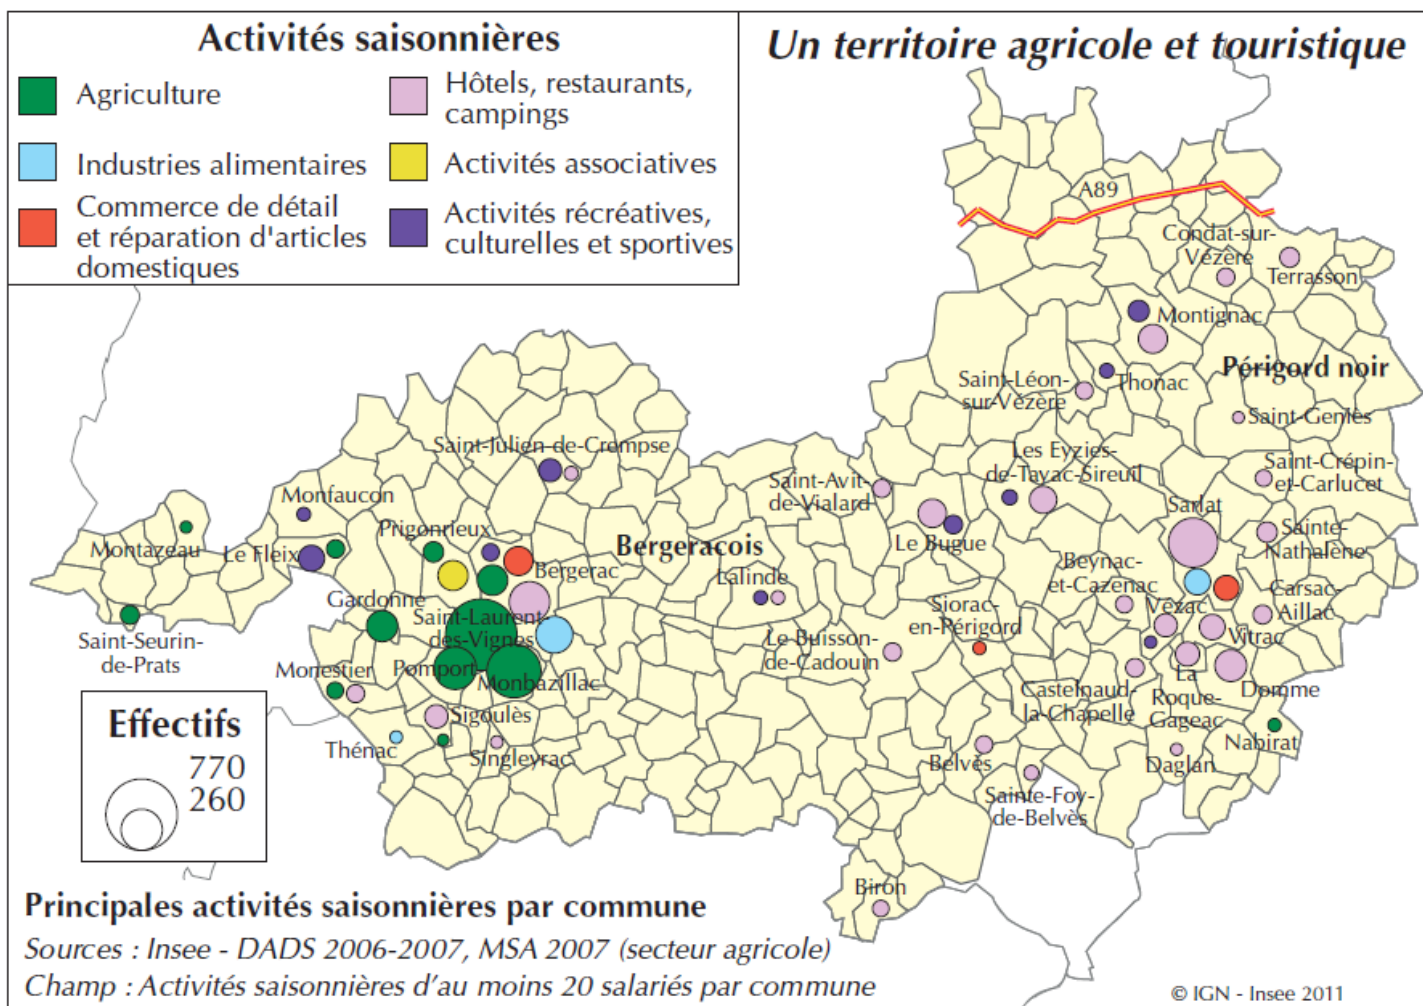 Activités saisonnières
Agriculture
Hôtels, restaurants,
campings
Industries alimentaires
Activités associatives
Commerce de détail
et réparation d'articles
domestiques
Activités récréatives,
culturelles et sportives
Un territoire agricole et touristique
A89
Condat-sur-
Vézère
Terrasson
Montignac
Périgord noir
Thonac
Saint-Léon-
sur-Vézère
Saint-Geniès
Saint-Julien-de-Crempse
Les Eyzies-
de-Tayac-Sireuil
Saint-Crépin-
et-Carlucet
Saint-Avit-
de-Vialard
Monfaucon
Sarlat
Montazeau
Le Fleix
Prigonrieux
Bergeracois
Le Bugue
Sainte-
Nathalène
Bergerac
Lalinde
Beynac-
et-Cazenac
Gardonne
Saint-Laurent-
des-Vignes
Siorac-
en-Périgord
Vézac
Carsac-
Aillac
Saint-Seurin-
de-Prats
Le Buisson-
de-Cadouin
Vitrac
Monestier
Pomport
Monbazillac
Castelnaud-
la-Chapelle
La
Roque-
Gageac
Domme
Sigoulès
Thénac
Singleyrac
Belvès
Daglan
Nabirat
Sainte-Foy-
de-Belvès
Biron
Effectifs
770
260
Principales activités saisonnières par commune
Sources : Insee - DADS 2006-2007, MSA 2007 (secteur agricole)
Champ : Activités saisonnières d'au moins 20 salariés par commune
© IGN - Insee 2011